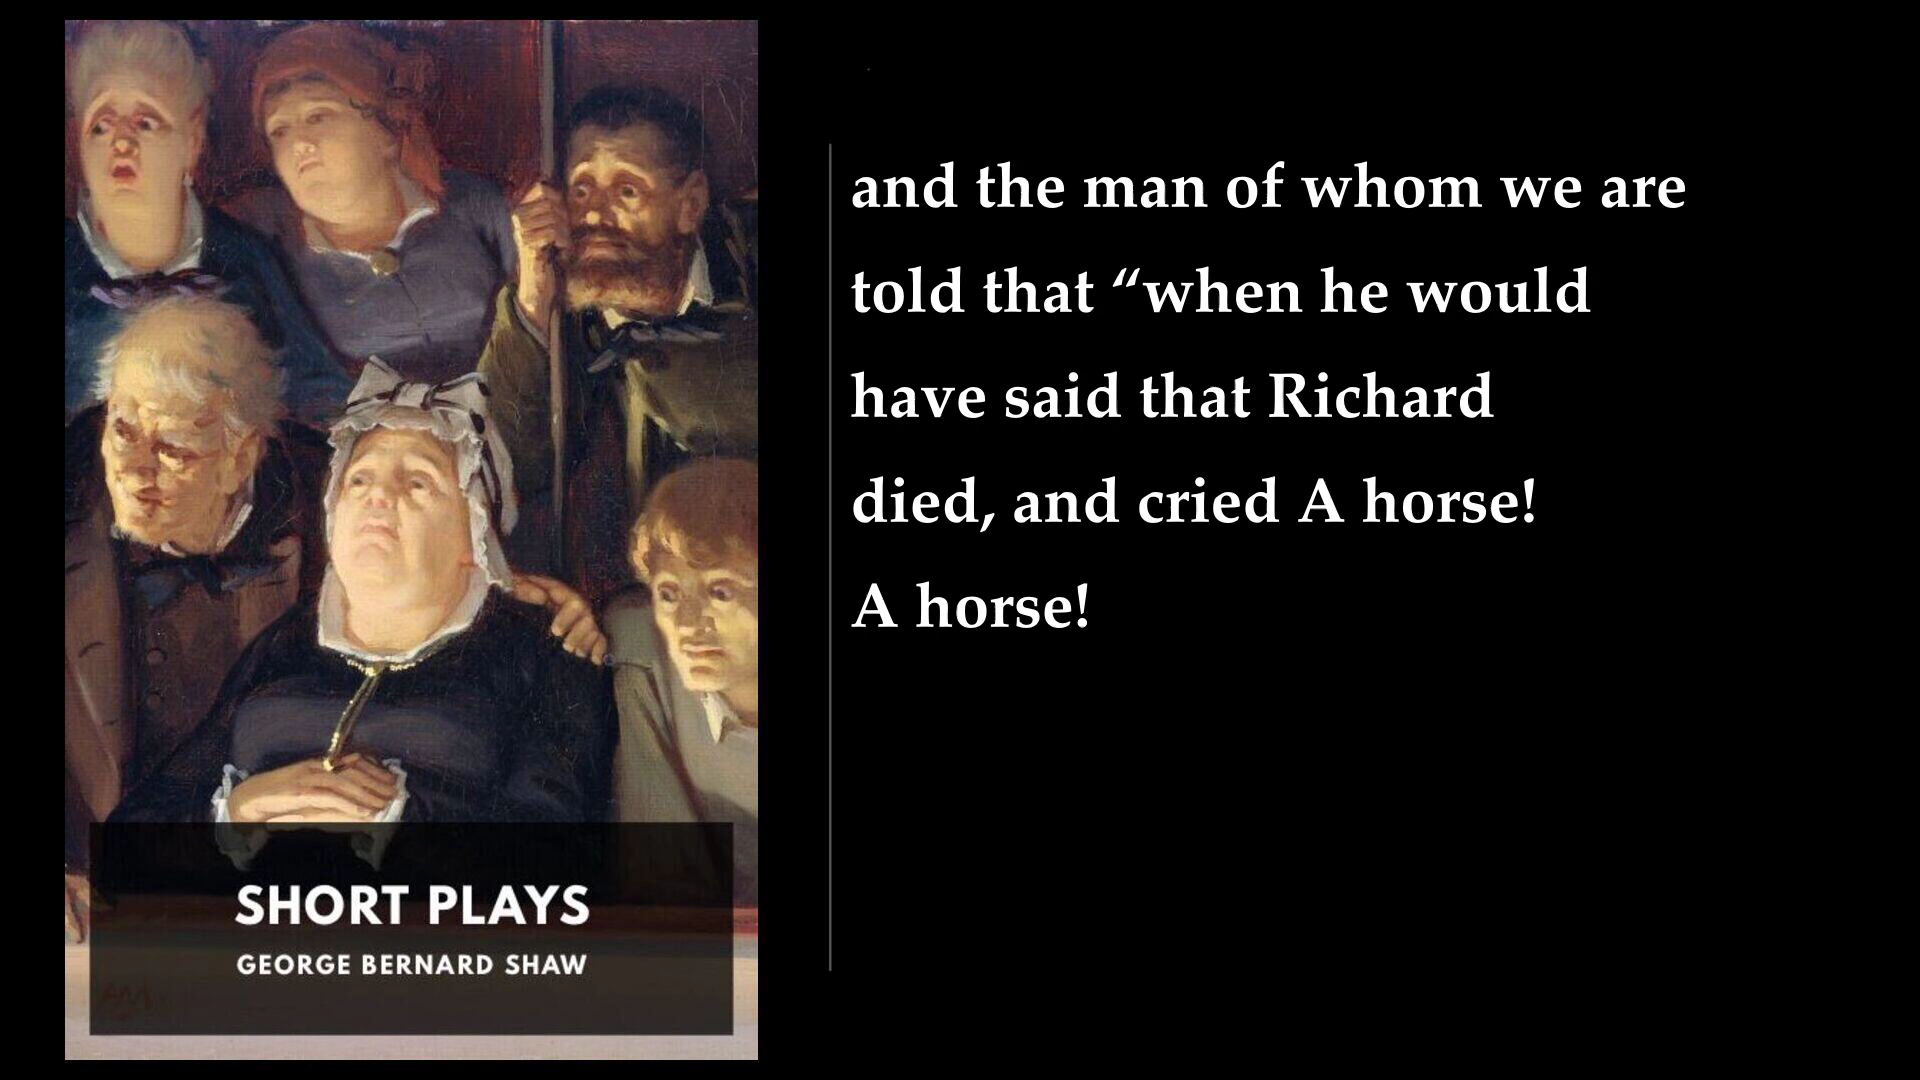 and the man of whom we are
told that “when he would
have said that Richard
died, and cried A horse!
A horse!
SHORT PLAYS
GEORGE BERNARD SHAW